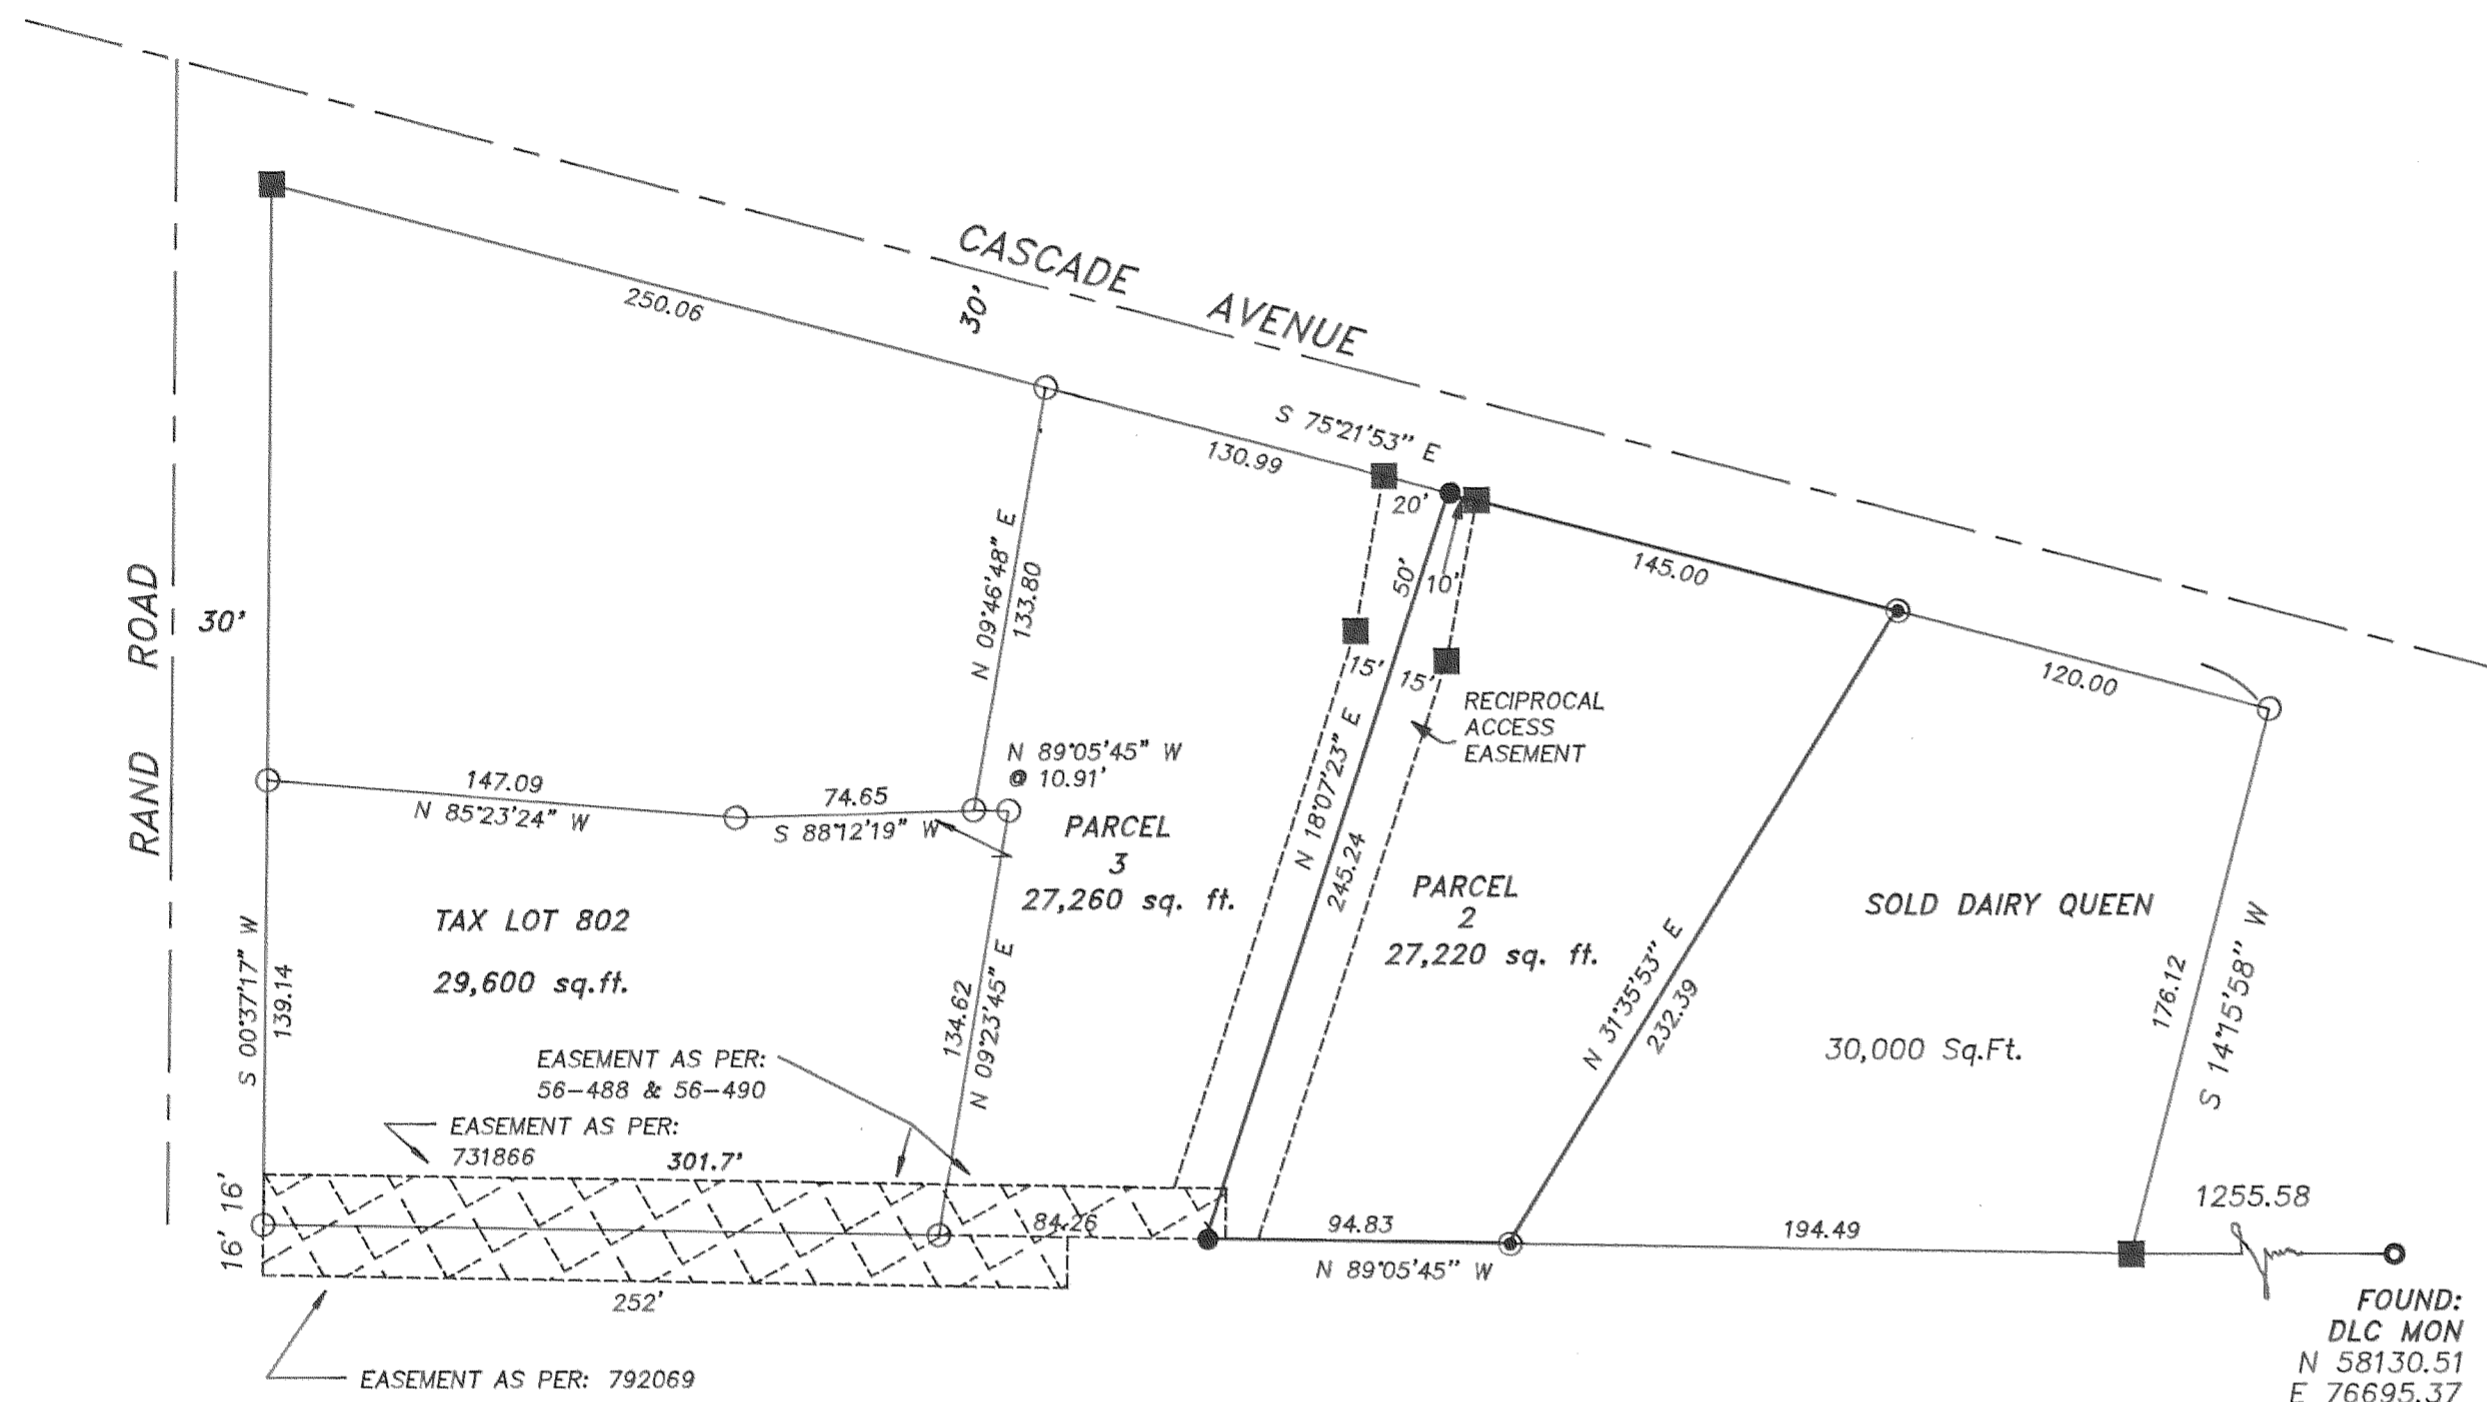 CASCADE AVENUE
30'
250.06
S 75°21'53" E
130.99
20'
50'
10'
145.00
15'
15'
120.00
RECIPROCAL
ACCESS
EASEMENT
RAND ROAD
30'
N 09°46'48" E
133.80
N 89°05'45" W
@ 10.91'
147.09
N 85°23'24" W
74.65
S 88°12'19" W
PARCEL
3
27,260 sq. ft.
N 18°07'23" E
245.24
PARCEL
2
27,220 sq. ft.
SOLD DAIRY QUEEN
30,000 Sq.Ft.
N 31°35'53" E
232.39
176.12
S 14°15'58" W
TAX LOT 802
29,600 sq.ft.
S 00°37'17" W
139.14
134.62
N 09°23'45" E
EASEMENT AS PER:
56-488 & 56-490
EASEMENT AS PER:
731866
301.7'
16'
16'
84.26
94.83
N 89°05'45" W
194.49
1255.58
252'
EASEMENT AS PER: 792069
FOUND:
DLC MON
N 58130.51
E 76695.37